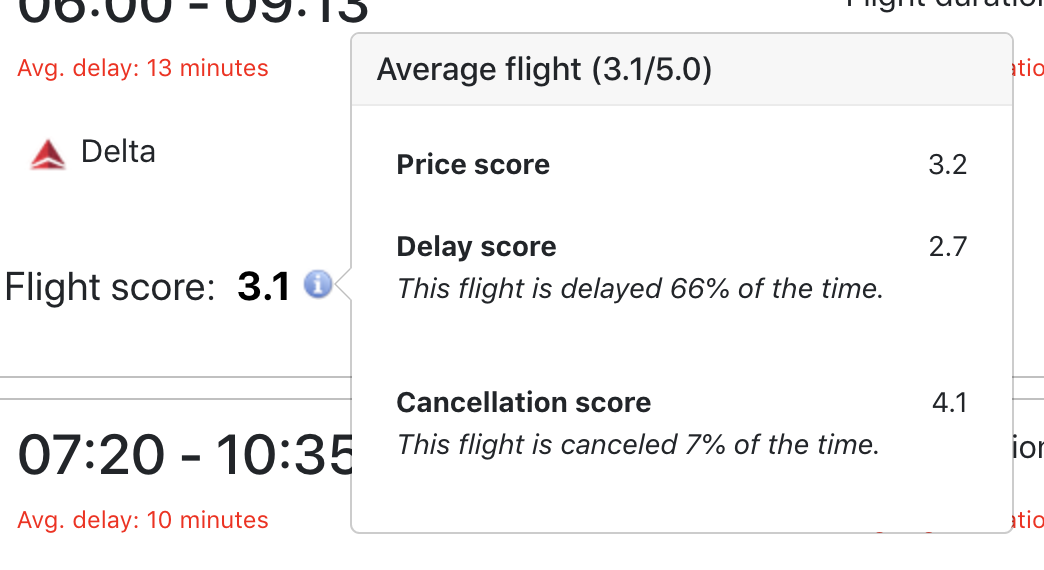 06:00 - 09:13
Flight duration
Avg. delay: 13 minutes
Average flight (3.1/5.0)
Delta
Price score 3.2
Delay score 2.7
Flight score: 3.1
This flight is delayed 66% of the time.
Cancellation score 4.1
This flight is canceled 7% of the time.
07:20 - 10:35
Avg. delay: 10 minutes